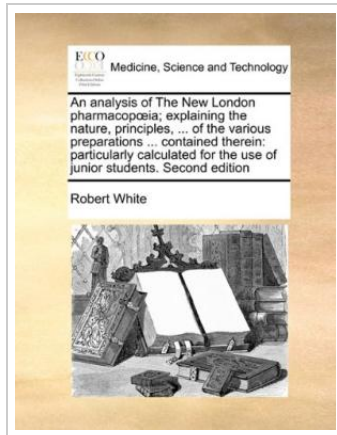 ECCO
Medicine, Science and Technology
An analysis of The New London
pharmacopœia; explaining the
nature, principles, ... of the various
preparations ... contained therein:
particularly calculated for the use of
junior students. Second edition
Robert White